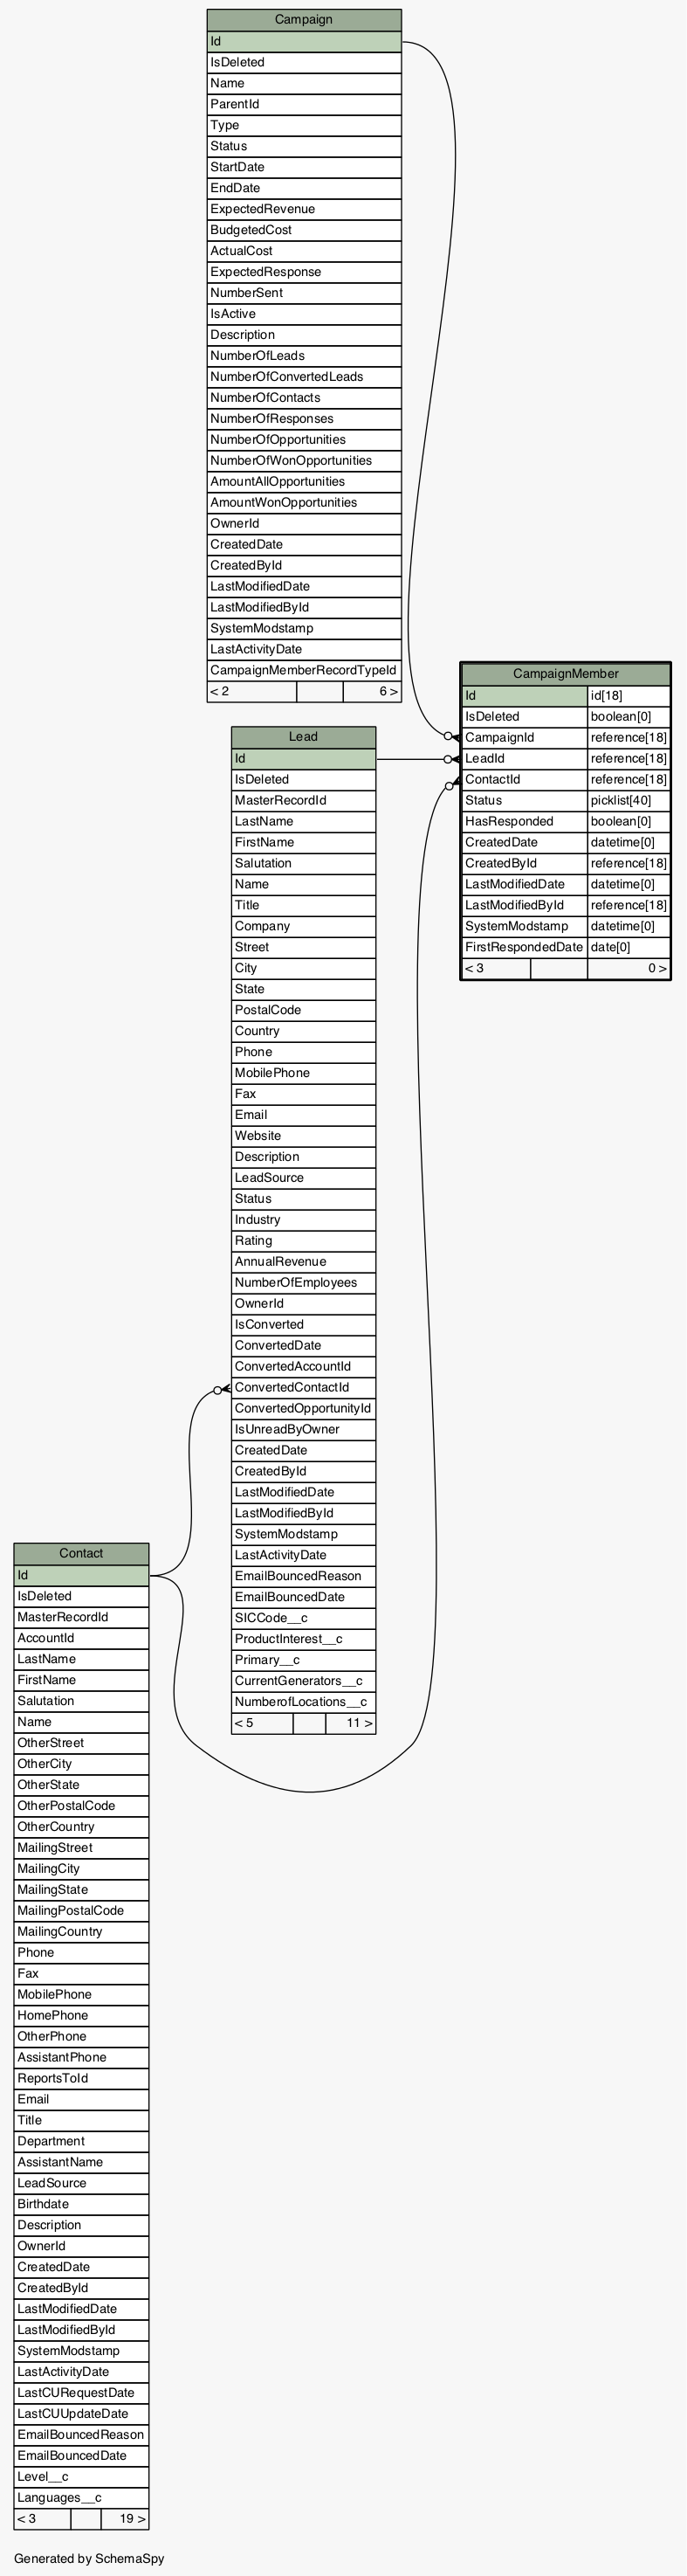 Campaign
Id
IsDeleted
Name
ParentId
Type
Status
StartDate
EndDate
ExpectedRevenue
BudgetedCost
ActualCost
ExpectedResponse
NumberSent
IsActive
Description
NumberOfLeads
NumberOfConvertedLeads
NumberOfContacts
NumberOfResponses
NumberOfOpportunities
NumberOfWonOpportunities
AmountAllOpportunities
AmountWonOpportunities
OwnerId
CreatedDate
CreatedById
LastModifiedDate
LastModifiedById
SystemModstamp
LastActivityDate
CampaignMemberRecordTypeId
< 2 6 >
CampaignMember
Id id[18]
IsDeleted boolean[0]
CampaignId reference[18]
LeadId reference[18]
ContactId reference[18]
Status picklist[40]
HasResponded boolean[0]
CreatedDate datetime[0]
CreatedById reference[18]
LastModifiedDate datetime[0]
LastModifiedById reference[18]
SystemModstamp datetime[0]
FirstRespondedDate date[0]
< 3 0 >
Lead
Id
IsDeleted
MasterRecordId
LastName
FirstName
Salutation
Name
Title
Company
Street
City
State
PostalCode
Country
Phone
MobilePhone
Fax
Email
Website
Description
LeadSource
Status
Industry
Rating
AnnualRevenue
NumberOfEmployees
OwnerId
IsConverted
ConvertedDate
ConvertedAccountId
ConvertedContactId
ConvertedOpportunityId
IsUnreadByOwner
CreatedDate
CreatedById
LastModifiedDate
LastModifiedById
SystemModstamp
LastActivityDate
EmailBouncedReason
EmailBouncedDate
SICCode__c
ProductInterest__c
Primary__c
CurrentGenerators__c
NumberofLocations__c
< 5 11 >
Contact
Id
IsDeleted
MasterRecordId
AccountId
LastName
FirstName
Salutation
Name
OtherStreet
OtherCity
OtherState
OtherPostalCode
OtherCountry
MailingStreet
MailingCity
MailingState
MailingPostalCode
MailingCountry
Phone
Fax
MobilePhone
HomePhone
OtherPhone
AssistantPhone
ReportsToId
Email
Title
Department
AssistantName
LeadSource
Birthdate
Description
OwnerId
CreatedDate
CreatedById
LastModifiedDate
LastModifiedById
SystemModstamp
LastActivityDate
LastCURequestDate
LastCUUpdateDate
EmailBouncedReason
EmailBouncedDate
Level__c
Languages__c
< 3 19 >
Generated by SchemaSpy